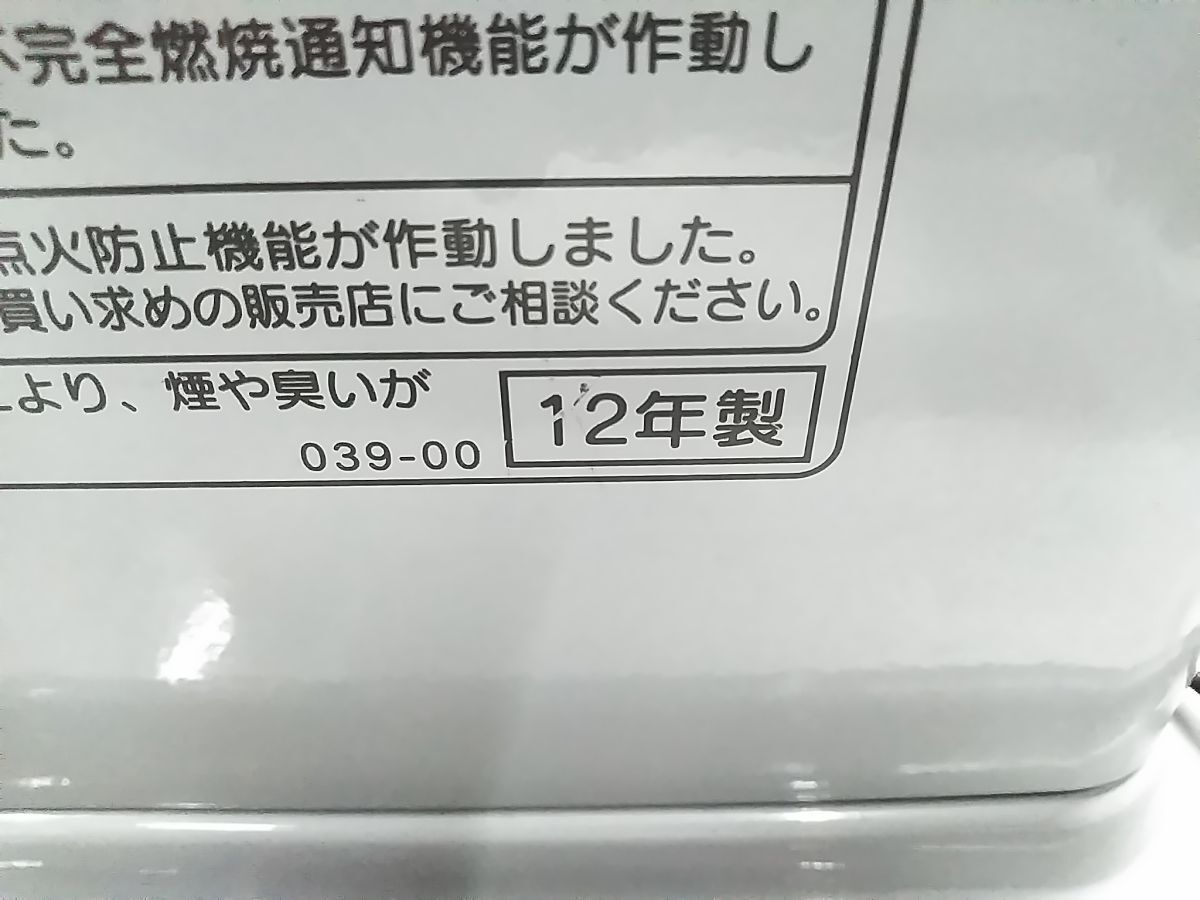 不完全燃焼通知機能が作動し
した。
点火防止機能が作動しました。
買い求めの販売店にご相談ください。
より、煙や臭いが
12年製
039-00